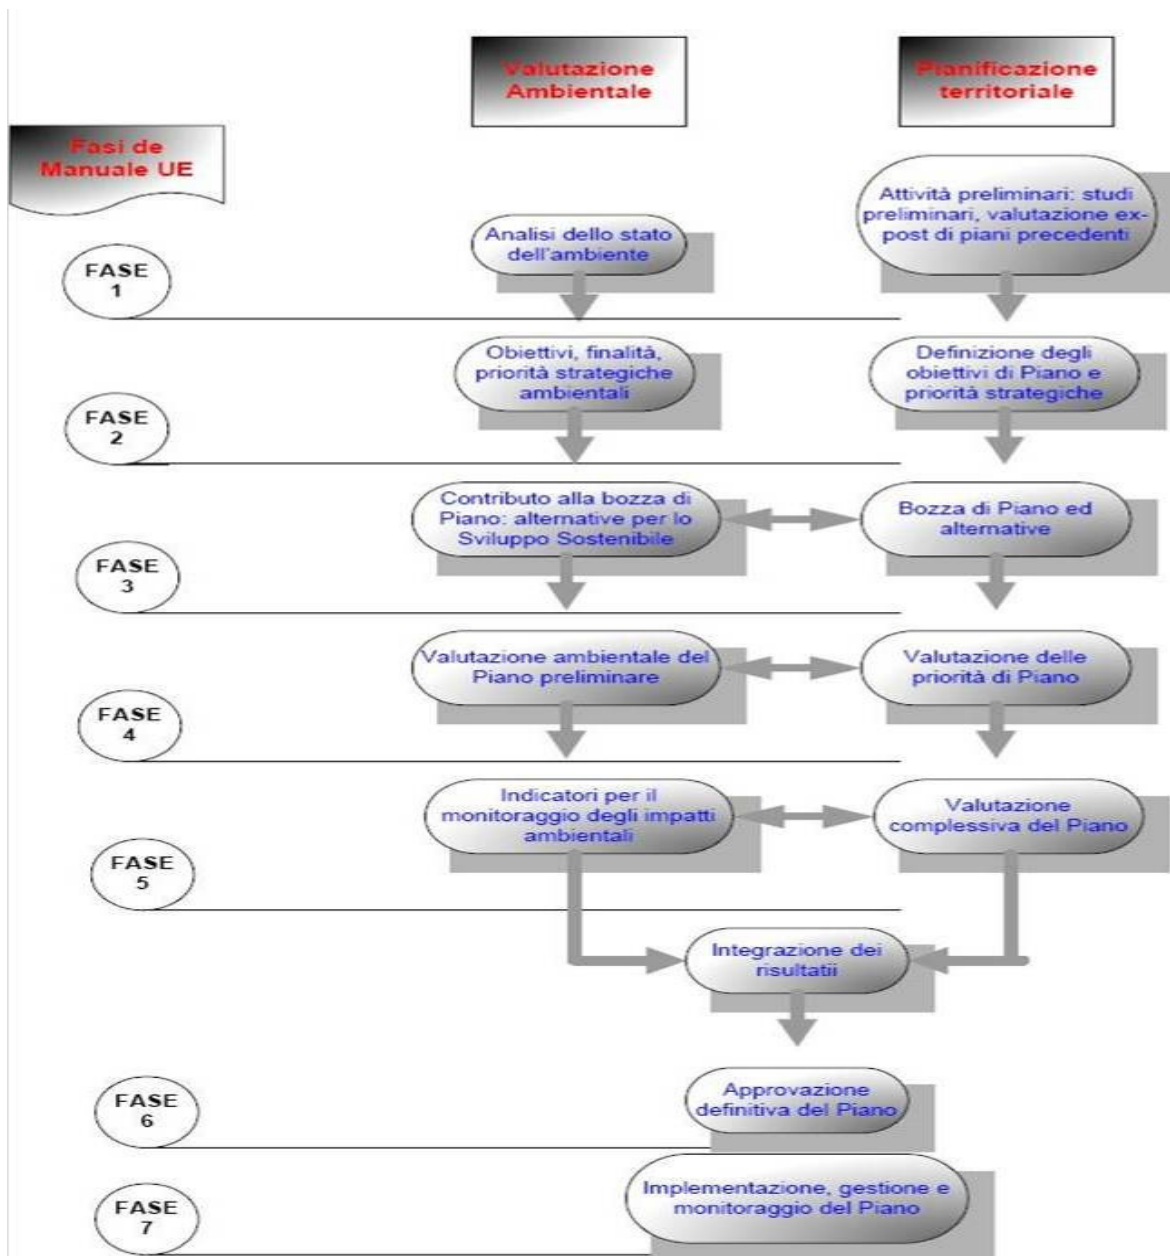 Valutazione
Ambientale
Pianificazione
territoriale
Fasi de
Manuale UE
Attività preliminari: studi
preliminari, valutazione ex-
post di piani precedenti
Analisi dello stato
dell'ambiente
FASE
1
Obiettivi, finalità,
priorità strategiche
ambientali
Definizione degli
obiettivi di Piano e
priorità strategiche
FASE
2
Contributo alla bozza di
Piano: alternative per lo
Sviluppo Sostenibile
Bozza di Piano ed
alternative
FASE
3
Valutazione ambientale del
Piano preliminare
Valutazione delle
priorità di Piano
FASE
4
Indicatori per il
monitoraggio degli impatti
ambientali
Valutazione
complessiva del Piano
FASE
5
Integrazione dei
risultatii
Approvazione
definitiva del Piano
FASE
6
Implementazione, gestione e
monitoraggio del Piano
FASE
7